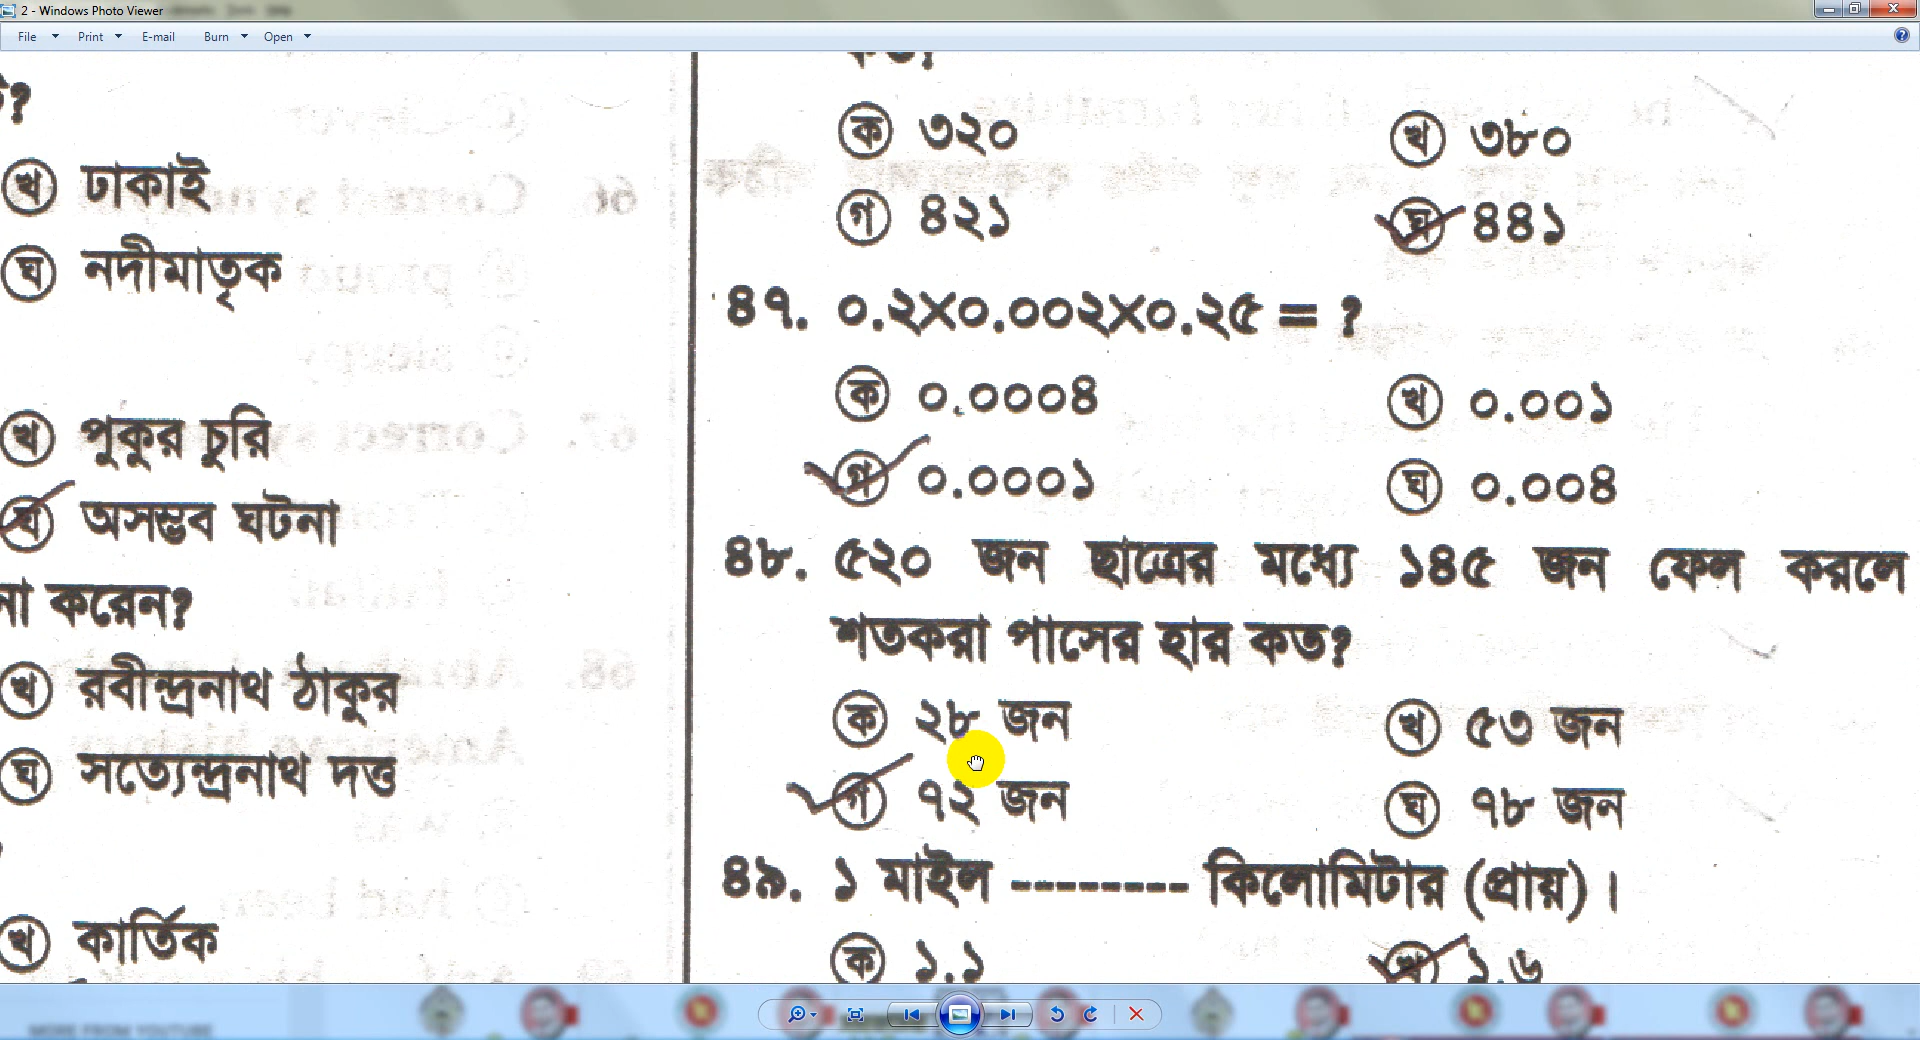 2 - Windows Photo Viewer
File Print E-mail Burn Open
?
খ ঢাকাই
ঘ নদীমাতৃক
খ পুকুর চুরি
ঘ অসম্ভব ঘটনা
না করেন?
খ রবীন্দ্রনাথ ঠাকুর
ঘ সত্যেন্দ্রনাথ দত্ত
খ কার্তিক
ক ৩২০ খ ৩৮০
গ ৪২১ ঘ ৪৪১
৪৭. ০.২×০.০০২×০.২৫ = ?
ক ০.০০০৪ খ ০.০০১
গ ০.০০০১ ঘ ০.০০৪
৪৮. ৫২০ জন ছাত্রের মধ্যে ১৪৫ জন ফেল করলে
শতকরা পাসের হার কত?
ক ২৮ জন খ ৫৩ জন
গ ৭২ জন ঘ ৭৮ জন
৪৯. ১ মাইল -------- কিলোমিটার (প্রায়)।
ক ১.১ খ ১.৬
MORE FROM YOUTUBE